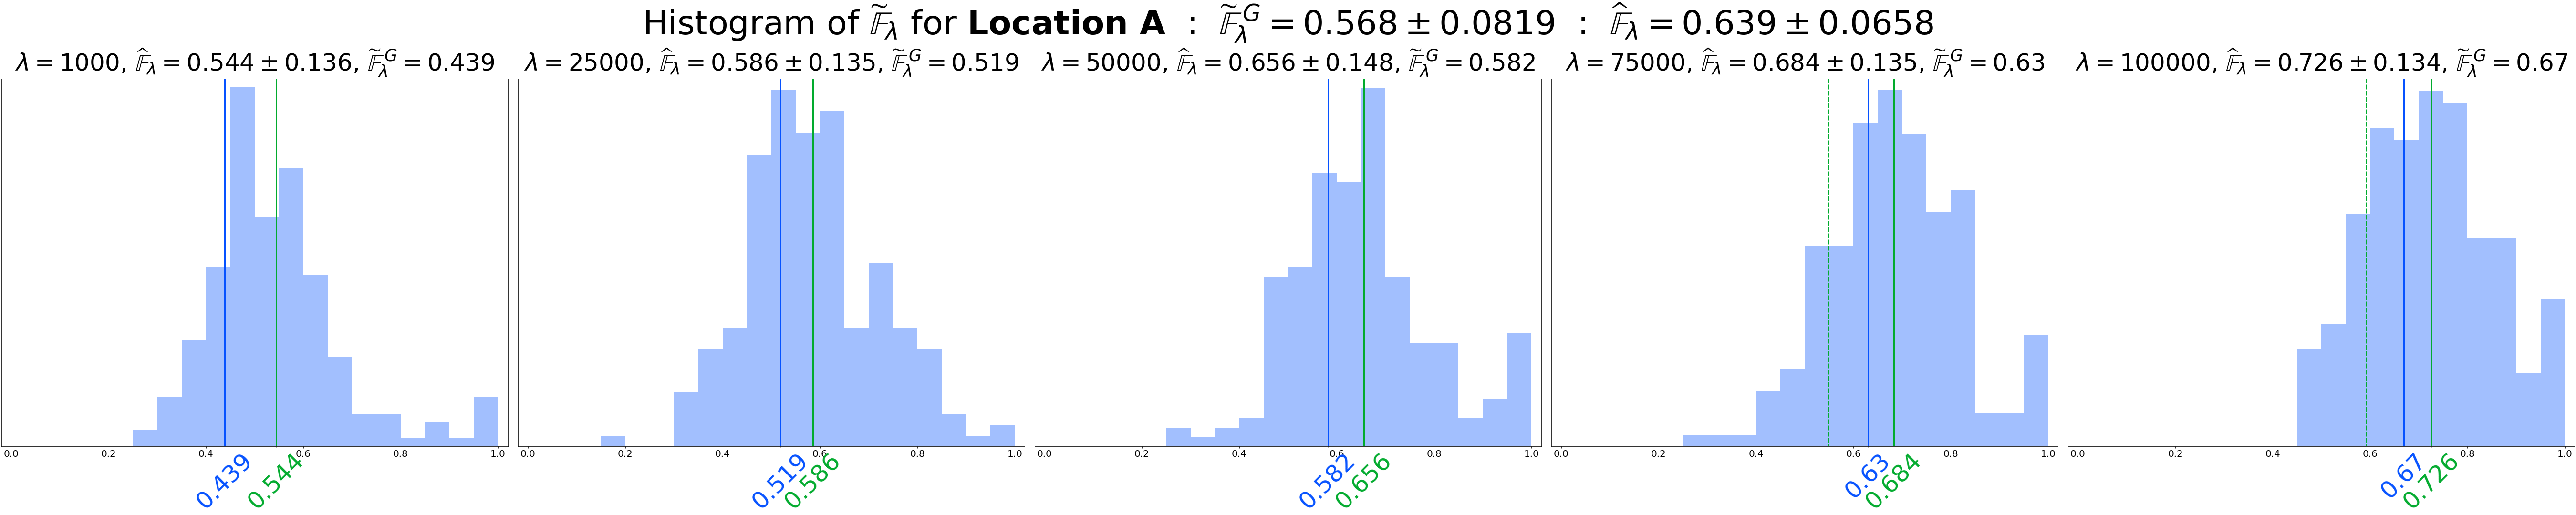 Histogram of 𝔽̃_λ for Location A : 𝔽̃_λ^G = 0.568 ± 0.0819 : 𝔽̂_λ = 0.639 ± 0.0658
λ = 1000, 𝔽̂_λ = 0.544 ± 0.136, 𝔽̃_λ^G = 0.439
λ = 25000, 𝔽̂_λ = 0.586 ± 0.135, 𝔽̃_λ^G = 0.519
λ = 50000, 𝔽̂_λ = 0.656 ± 0.148, 𝔽̃_λ^G = 0.582
λ = 75000, 𝔽̂_λ = 0.684 ± 0.135, 𝔽̃_λ^G = 0.63
λ = 100000, 𝔽̂_λ = 0.726 ± 0.134, 𝔽̃_λ^G = 0.67
0.0 0.2 0.4 0.6 0.8 1.0
0.439 0.544
0.0 0.2 0.4 0.6 0.8 1.0
0.519 0.586
0.0 0.2 0.4 0.6 0.8 1.0
0.582 0.656
0.0 0.2 0.4 0.6 0.8 1.0
0.63 0.684
0.0 0.2 0.4 0.6 0.8 1.0
0.67 0.726